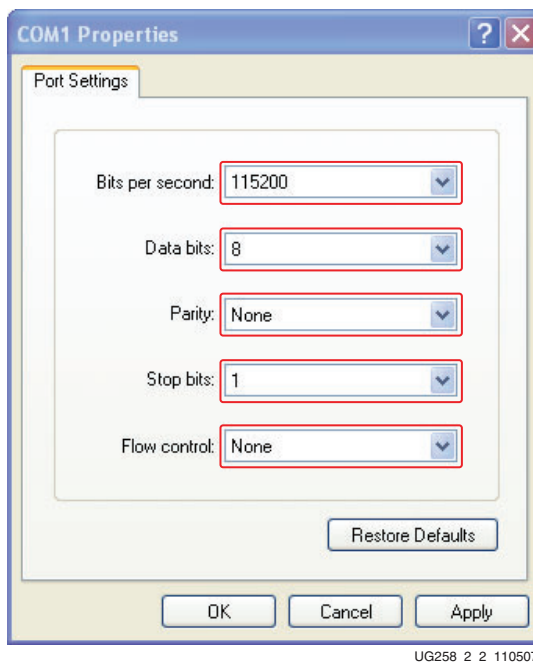 COM1 Properties
Port Settings
Bits per second: 115200
Data bits: 8
Parity: None
Stop bits: 1
Flow control: None
Restore Defaults
OK Cancel Apply
UG258_2_2_110507